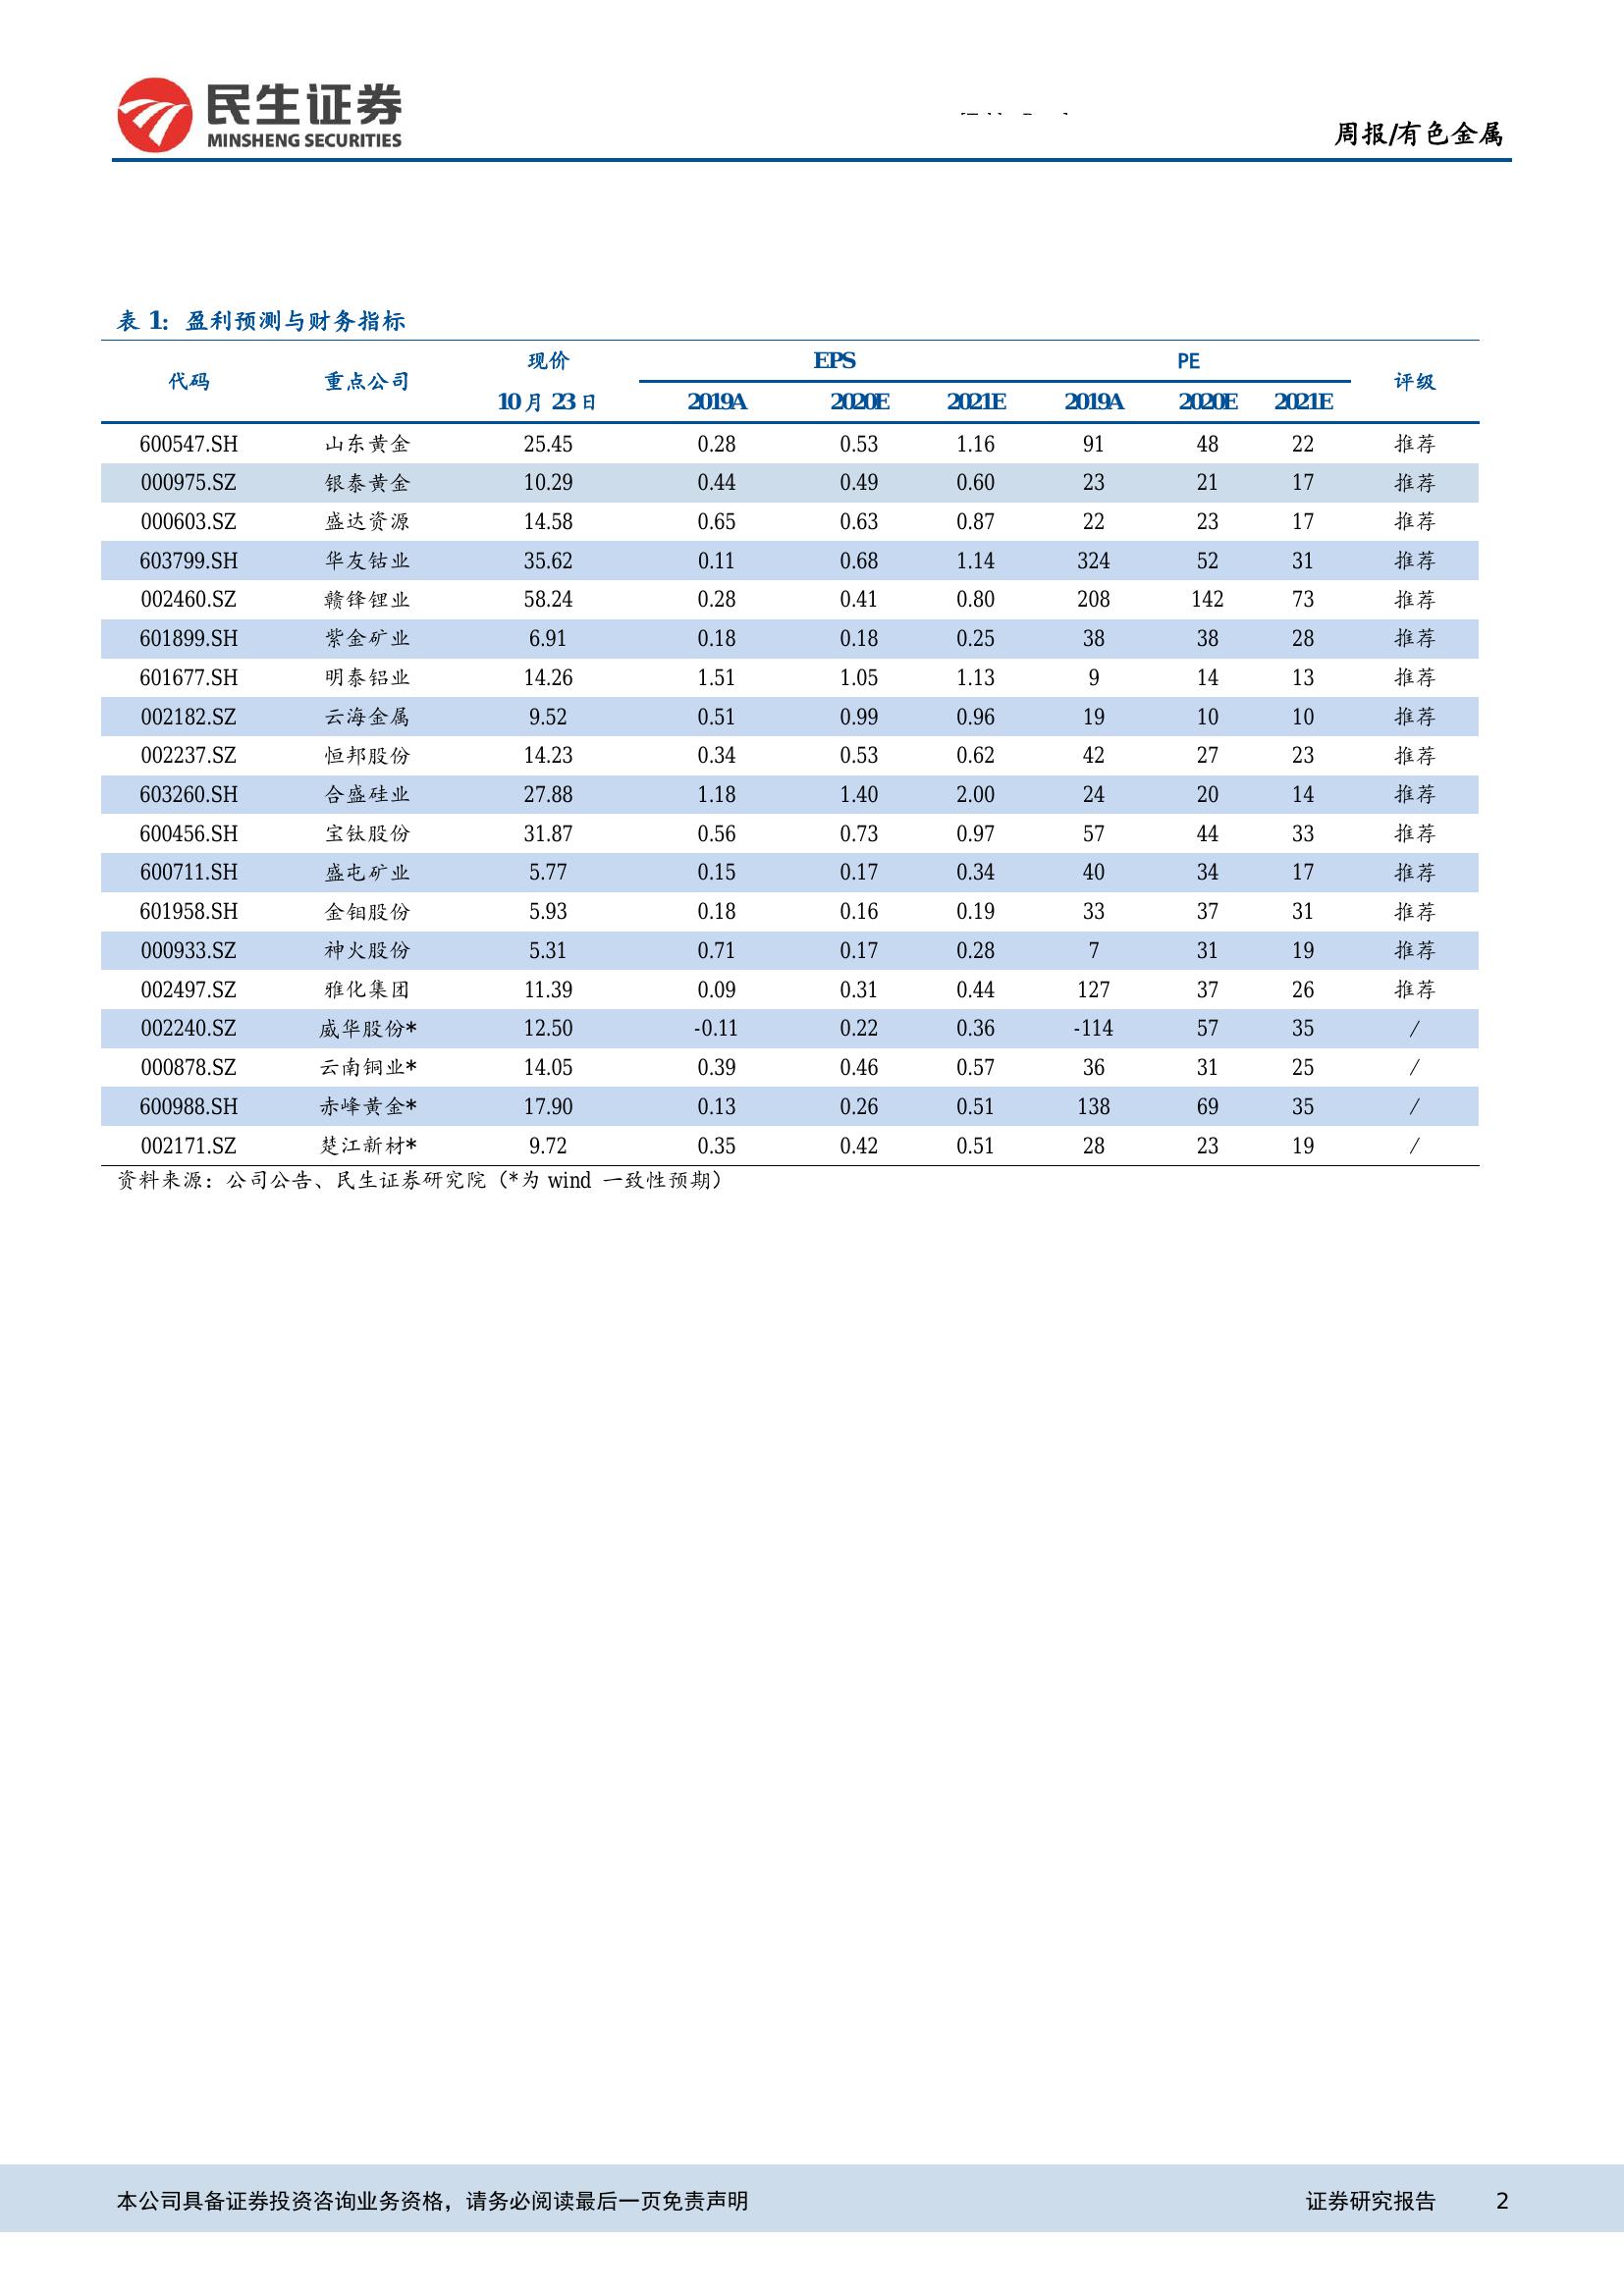 民生证券
MINSHENG SECURITIES
周报/有色金属
表 1：盈利预测与财务指标
代码 重点公司 现价 EPS PE 评级
10 月 23 日 2019A 2020E 2021E 2019A 2020E 2021E
600547.SH 山东黄金 25.45 0.28 0.53 1.16 91 48 22 推荐
000975.SZ 银泰黄金 10.29 0.44 0.49 0.60 23 21 17 推荐
000603.SZ 盛达资源 14.58 0.65 0.63 0.87 22 23 17 推荐
603799.SH 华友钴业 35.62 0.11 0.68 1.14 324 52 31 推荐
002460.SZ 赣锋锂业 58.24 0.28 0.41 0.80 208 142 73 推荐
601899.SH 紫金矿业 6.91 0.18 0.18 0.25 38 38 28 推荐
601677.SH 明泰铝业 14.26 1.51 1.05 1.13 9 14 13 推荐
002182.SZ 云海金属 9.52 0.51 0.99 0.96 19 10 10 推荐
002237.SZ 恒邦股份 14.23 0.34 0.53 0.62 42 27 23 推荐
603260.SH 合盛硅业 27.88 1.18 1.40 2.00 24 20 14 推荐
600456.SH 宝钛股份 31.87 0.56 0.73 0.97 57 44 33 推荐
600711.SH 盛屯矿业 5.77 0.15 0.17 0.34 40 34 17 推荐
601958.SH 金钼股份 5.93 0.18 0.16 0.19 33 37 31 推荐
000933.SZ 神火股份 5.31 0.71 0.17 0.28 7 31 19 推荐
002497.SZ 雅化集团 11.39 0.09 0.31 0.44 127 37 26 推荐
002240.SZ 威华股份* 12.50 -0.11 0.22 0.36 -114 57 35 /
000878.SZ 云南铜业* 14.05 0.39 0.46 0.57 36 31 25 /
600988.SH 赤峰黄金* 17.90 0.13 0.26 0.51 138 69 35 /
002171.SZ 楚江新材* 9.72 0.35 0.42 0.51 28 23 19 /
资料来源：公司公告、民生证券研究院（*为 wind 一致性预期）
本公司具备证券投资咨询业务资格，请务必阅读最后一页免责声明 证券研究报告 2